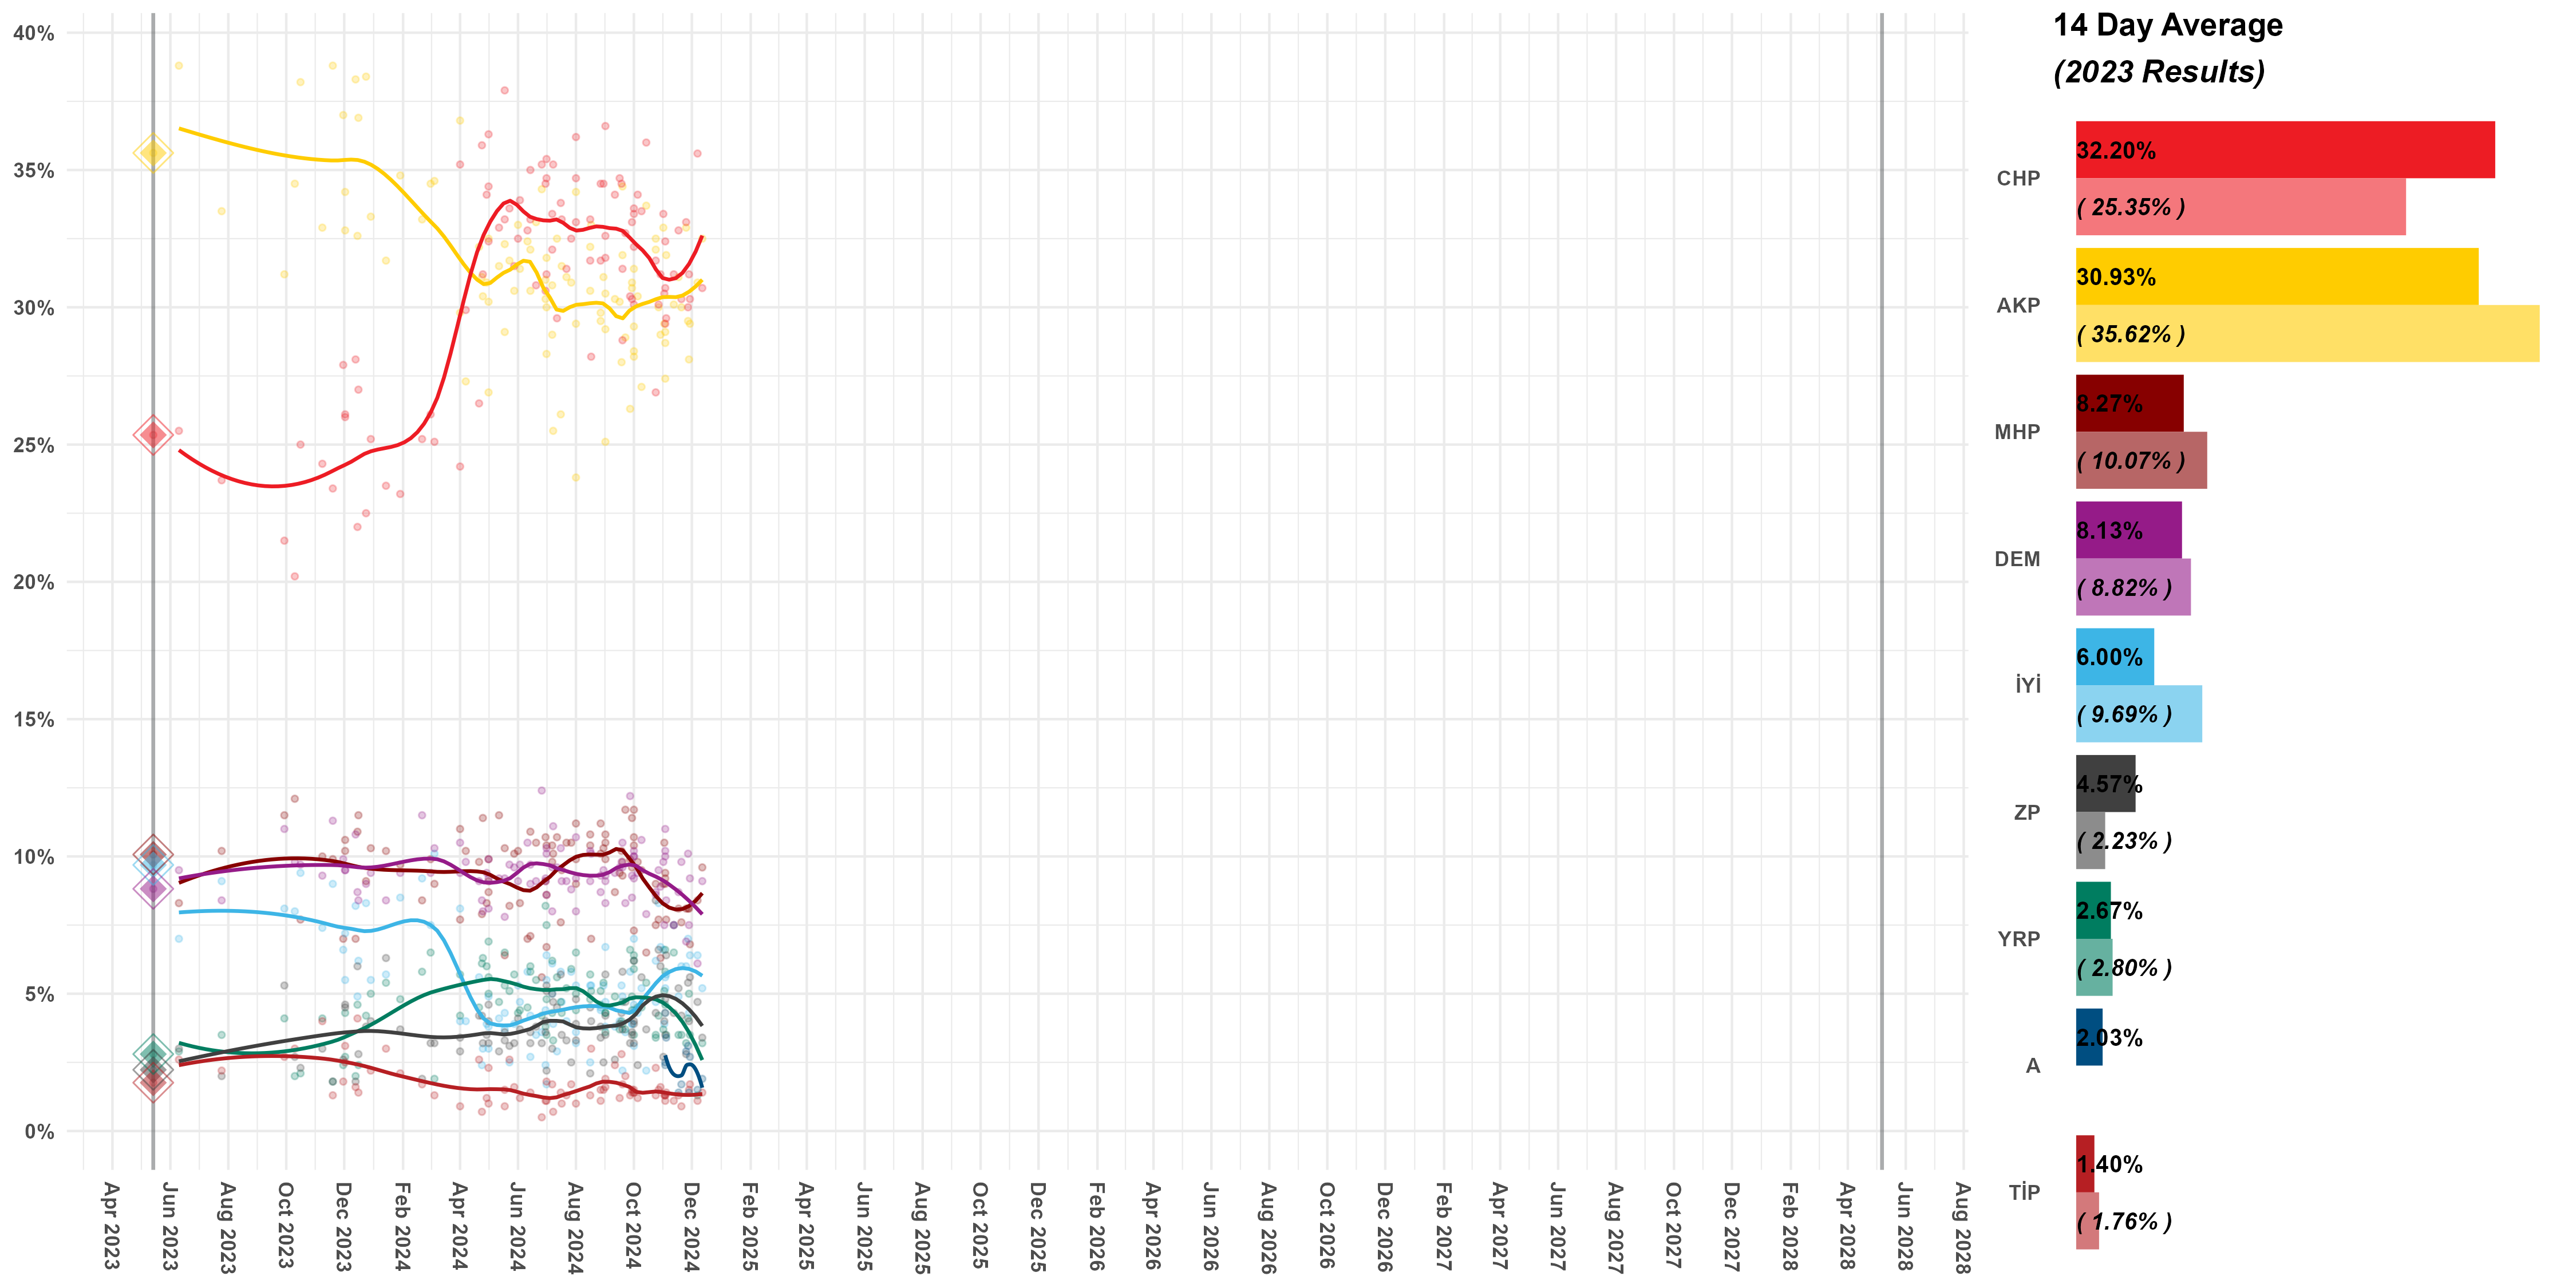 40%
35%
30%
25%
20%
15%
10%
5%
0%
Apr 2023
Jun 2023
Aug 2023
Oct 2023
Dec 2023
Feb 2024
Apr 2024
Jun 2024
Aug 2024
Oct 2024
Dec 2024
Feb 2025
Apr 2025
Jun 2025
Aug 2025
Oct 2025
Dec 2025
Feb 2026
Apr 2026
Jun 2026
Aug 2026
Oct 2026
Dec 2026
Feb 2027
Apr 2027
Jun 2027
Aug 2027
Oct 2027
Dec 2027
Feb 2028
Apr 2028
Jun 2028
Aug 2028
14 Day Average
(2023 Results)
CHP
32.20%
( 25.35% )
AKP
30.93%
( 35.62% )
MHP
8.27%
( 10.07% )
DEM
8.13%
( 8.82% )
İYİ
6.00%
( 9.69% )
ZP
4.57%
( 2.23% )
YRP
2.67%
( 2.80% )
A
2.03%
TİP
1.40%
( 1.76% )